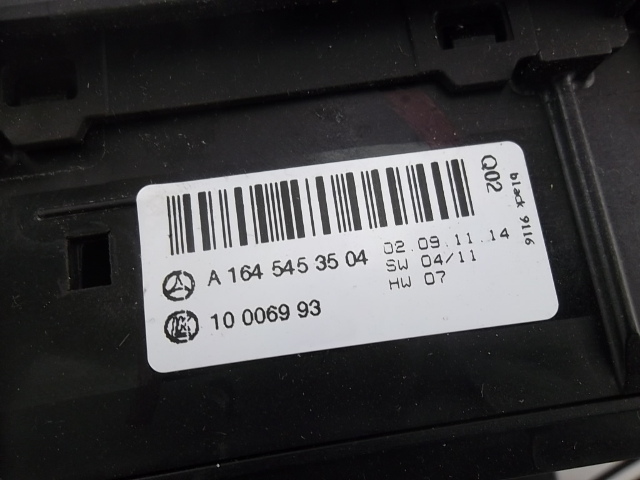 A 164 545 35 04
02.09.11.14
SW 04/11
HW 07
10 0069 93
Q02
black 9116